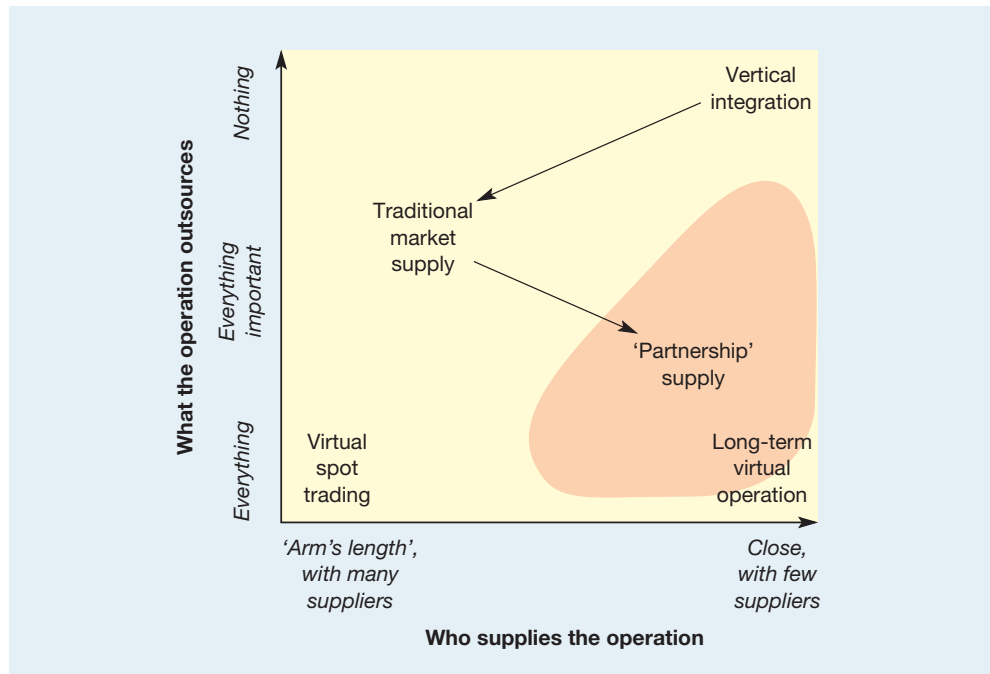 What the operation outsources
Nothing
Everything
important
Everything
Vertical
integration
Traditional
market
supply
‘Partnership’
supply
Virtual
spot
trading
Long-term
virtual
operation
‘Arm’s length’,
with many
suppliers
Close,
with few
suppliers
Who supplies the operation